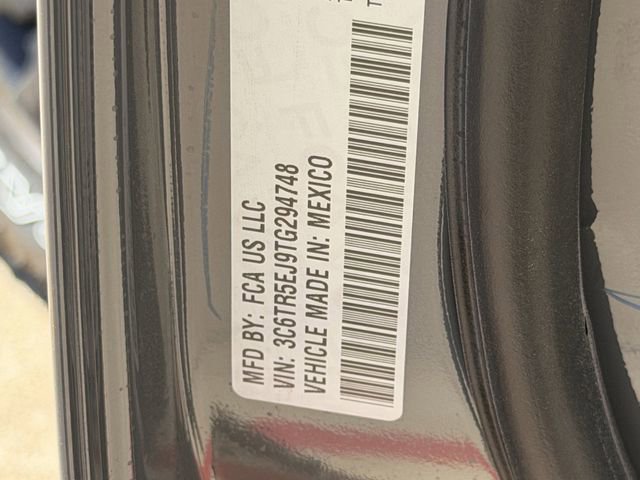 MFD BY: FCA US LLC
VIN: 3C6TR5EJ9TG294748
VEHICLE MADE IN: MEXICO